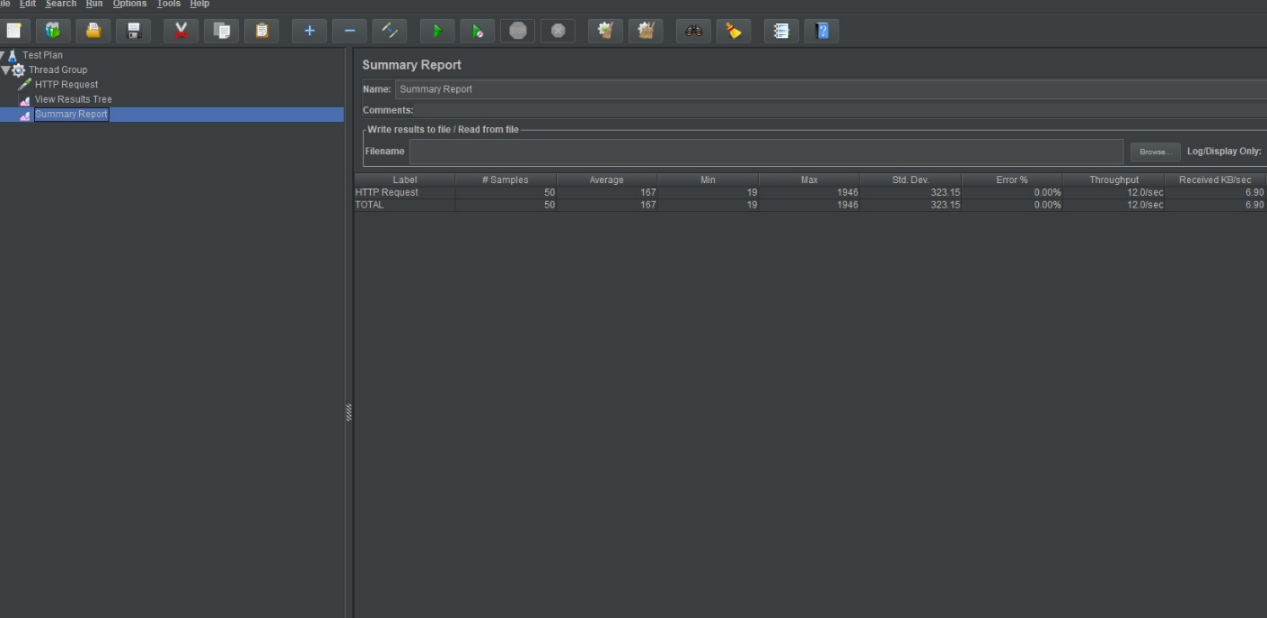 ile Edit Search Run Options Tools Help
Test Plan
Thread Group
HTTP Request
View Results Tree
Summary Report
Summary Report
Name: Summary Report
Comments:
Write results to file / Read from file
Filename Browse... Log/Display Only:
Label # Samples Average Min Max Std. Dev. Error % Throughput Received KB/sec
HTTP Request 50 167 19 1946 323.15 0.00% 12.0/sec 6.90
TOTAL 50 167 19 1946 323.15 0.00% 12.0/sec 6.90